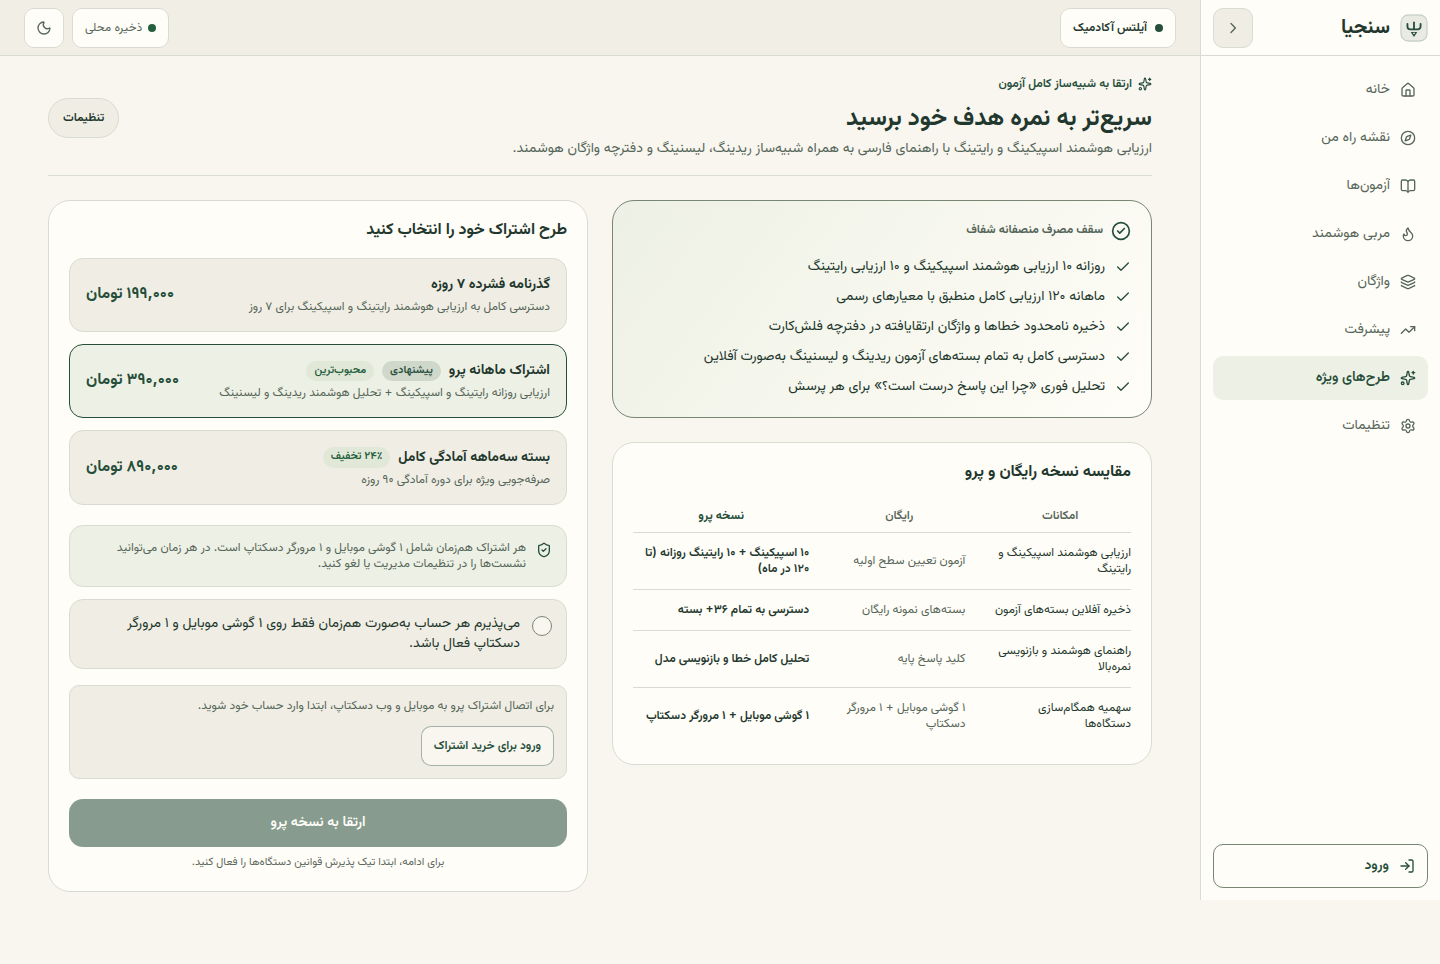 سنجیا
خانه
نقشه راه من
آزمون‌ها
مربی هوشمند
واژگان
پیشرفت
طرح‌های ویژه
تنظیمات
ورود
آیلتس آکادمیک
ذخیره محلی
ارتقا به شبیه‌ساز کامل آزمون
سریع‌تر به نمره هدف خود برسید
ارزیابی هوشمند اسپیکینگ و رایتینگ با راهنمای فارسی به همراه شبیه‌ساز ریدینگ، لیسنینگ و دفترچه واژگان هوشمند.
تنظیمات
سقف مصرف منصفانه شفاف
روزانه ۱۰ ارزیابی هوشمند اسپیکینگ و ۱۰ ارزیابی رایتینگ
ماهانه ۱۲۰ ارزیابی کامل منطبق با معیارهای رسمی
ذخیره نامحدود خطاها و واژگان ارتقایافته در دفترچه فلش‌کارت
دسترسی کامل به تمام بسته‌های آزمون ریدینگ و لیسنینگ به‌صورت آفلاین
تحلیل فوری «چرا این پاسخ درست است؟» برای هر پرسش
مقایسه نسخه رایگان و پرو
امکانات رایگان نسخه پرو
ارزیابی هوشمند اسپیکینگ و
رایتینگ
آزمون تعیین سطح اولیه
۱۰ اسپیکینگ + ۱۰ رایتینگ روزانه (تا
۱۲۰ در ماه)
ذخیره آفلاین بسته‌های آزمون
بسته‌های نمونه رایگان
دسترسی به تمام ۳۶+ بسته
راهنمای هوشمند و بازنویسی
نمره‌بالا
کلید پاسخ پایه
تحلیل کامل خطا و بازنویسی مدل
سهمیه همگام‌سازی
دستگاه‌ها
۱ گوشی موبایل + ۱ مرورگر
دسکتاپ
۱ گوشی موبایل + ۱ مرورگر دسکتاپ
طرح اشتراک خود را انتخاب کنید
گذرنامه فشرده ۷ روزه
دسترسی کامل به ارزیابی هوشمند رایتینگ و اسپیکینگ برای ۷ روز
۱۹۹,۰۰۰ تومان
اشتراک ماهانه پرو پیشنهادی محبوب‌ترین
ارزیابی روزانه رایتینگ و اسپیکینگ + تحلیل هوشمند ریدینگ و لیسنینگ
۳۹۰,۰۰۰ تومان
بسته سه‌ماهه آمادگی کامل ۲۴٪ تخفیف
صرفه‌جویی ویژه برای دوره آمادگی ۹۰ روزه
۸۹۰,۰۰۰ تومان
هر اشتراک هم‌زمان شامل ۱ گوشی موبایل و ۱ مرورگر دسکتاپ است. در هر زمان می‌توانید
نشست‌ها را در تنظیمات مدیریت یا لغو کنید.
می‌پذیرم هر حساب به‌صورت هم‌زمان فقط روی ۱ گوشی موبایل و ۱ مرورگر
دسکتاپ فعال باشد.
برای اتصال اشتراک پرو به موبایل و وب دسکتاپ، ابتدا وارد حساب خود شوید.
ورود برای خرید اشتراک
ارتقا به نسخه پرو
برای ادامه، ابتدا تیک پذیرش قوانین دستگاه‌ها را فعال کنید.